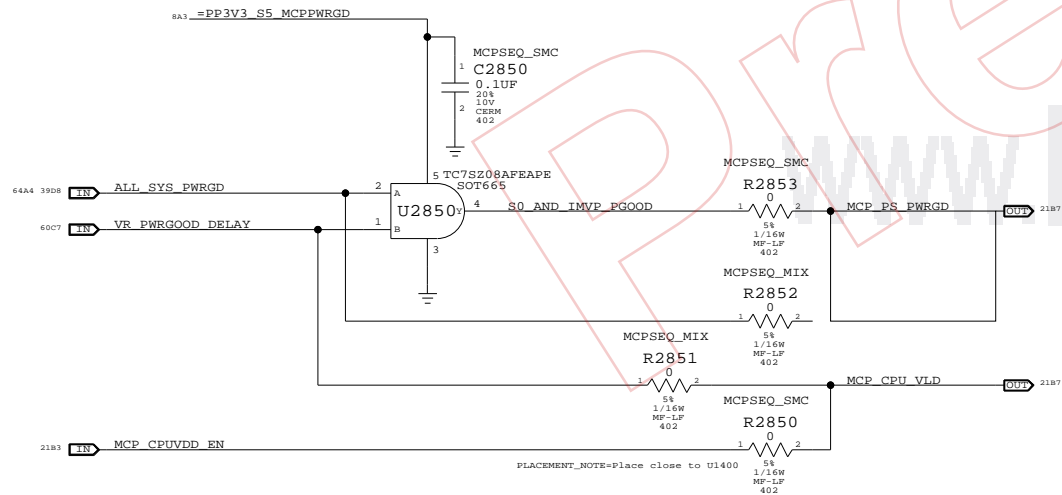 8A3 =PP3V3_S5_MCPPWRGD
MCPSEQ_SMC
1 C2850
0.1UF
20%
10V
2 CERM
402
5 TC7SZ08AFEAPE
SOT665
64A4 39D8 IN ALL_SYS_PWRGD 2 A
U2850 Y 4 S0_AND_IMVP_PGOOD
60C7 IN VR_PWRGOOD_DELAY 1 B
3
MCPSEQ_SMC
R2853
0
1 2 MCP_PS_PWRGD OUT 21B7
5%
1/16W
MF-LF
402
MCPSEQ_MIX
R2852
0
1 2
5%
1/16W
MF-LF
402
MCPSEQ_MIX
R2851
0
1 2 MCP_CPU_VLD OUT 21B7
5%
1/16W
MF-LF
402
MCPSEQ_SMC
R2850
0
21B3 IN MCP_CPUVDD_EN 1 2
PLACEMENT_NOTE=Place close to U1400
5%
1/16W
MF-LF
402
Pre
www